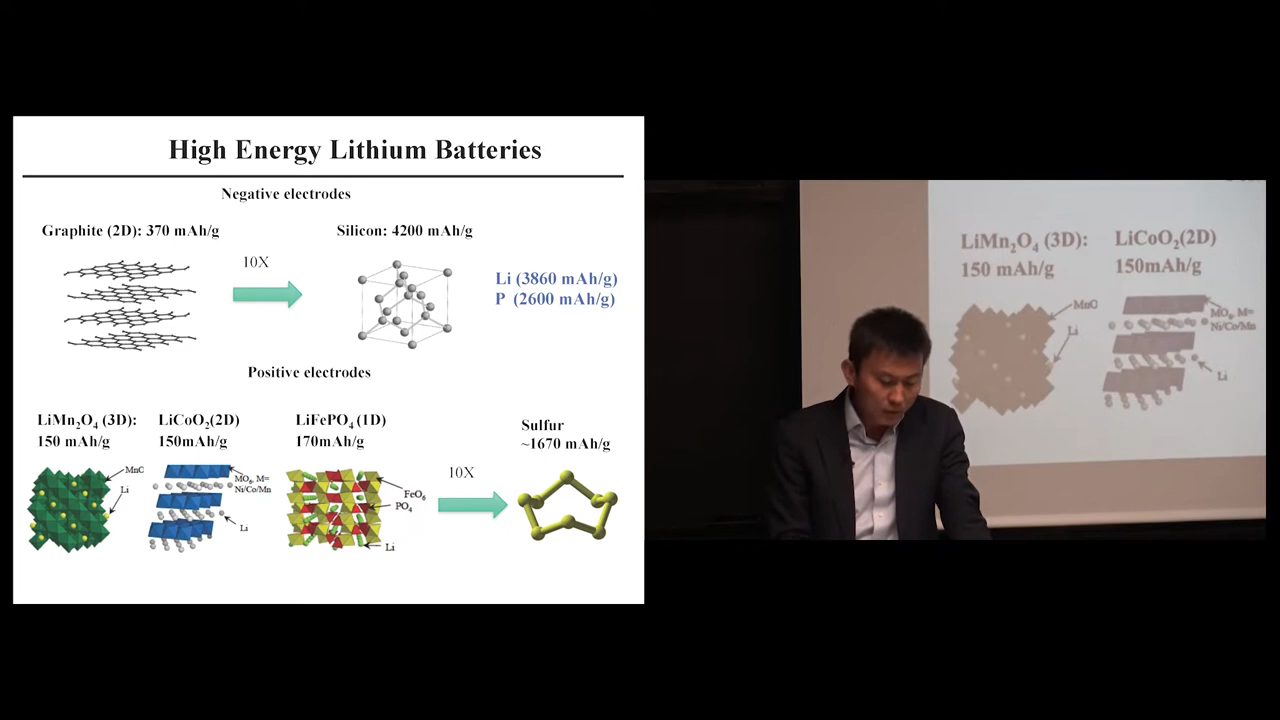 High Energy Lithium Batteries
Negative electrodes
Graphite (2D): 370 mAh/g
Silicon: 4200 mAh/g
10X
Li (3860 mAh/g)
P (2600 mAh/g)
Positive electrodes
LiMn₂O₄ (3D):
150 mAh/g
LiCoO₂(2D)
150mAh/g
LiFePO₄ (1D)
170mAh/g
Sulfur
~1670 mAh/g
MnO
Li
MO₆, M=
Ni/Co/Mn
Li
FeO₆
PO₄
Li
10X
LiMn₂O₄ (3D):
150 mAh/g
LiCoO₂(2D)
150mAh/g
MnO
Li
MO₆, M=
Ni/Co/Mn
Li